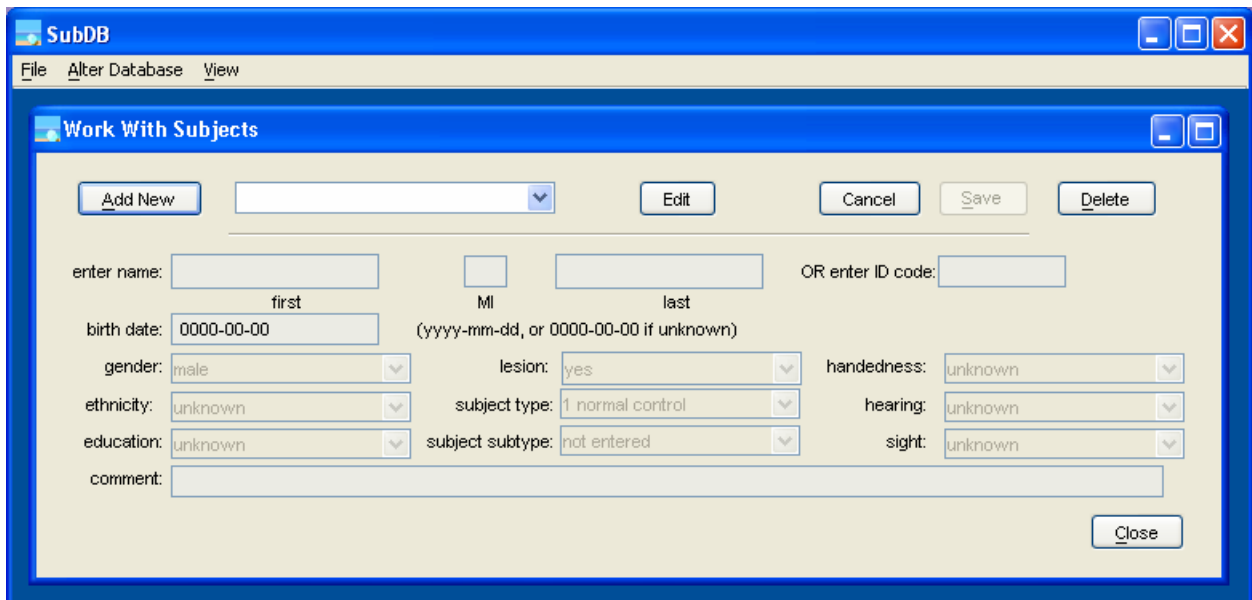 SubDB
File Alter Database View
Work With Subjects
Add New Edit Cancel Save Delete
enter name: OR enter ID code:
first MI last
birth date: 0000-00-00 (yyyy-mm-dd, or 0000-00-00 if unknown)
gender: male lesion: yes handedness: unknown
ethnicity: unknown subject type: 1 normal control hearing: unknown
education: unknown subject subtype: not entered sight: unknown
comment:
Close